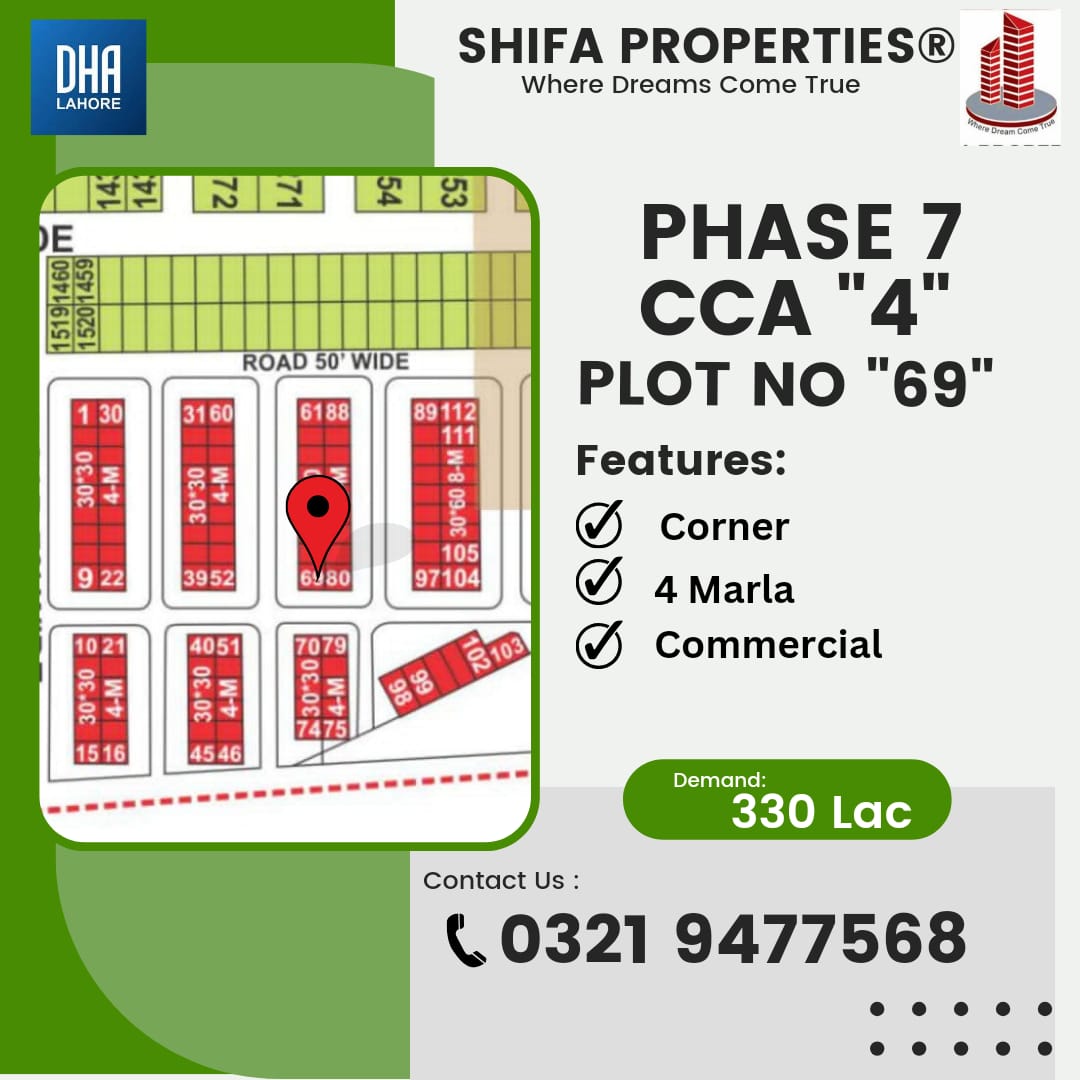 DHA
LAHORE
SHIFA PROPERTIES®
Where Dreams Come True
Where Dream Come True
PHASE 7
CCA "4"
PLOT NO "69"
Features:
Corner
4 Marla
Commercial
Demand:
330 Lac
Contact Us :
0321 9477568
72 71 54 53
1460 1459
1519 1520
ROAD 50' WIDE
1 30 31 60 61 88 89 112
111
30*30 4-M 30*30 4-M 30*60 8-M
105
9 22 39 52 69 80 97 104
10 21 40 51 70 79 102 103
30*30 4-M 30*30 4-M 30*30 4-M 98 99
74 75
15 16 45 46